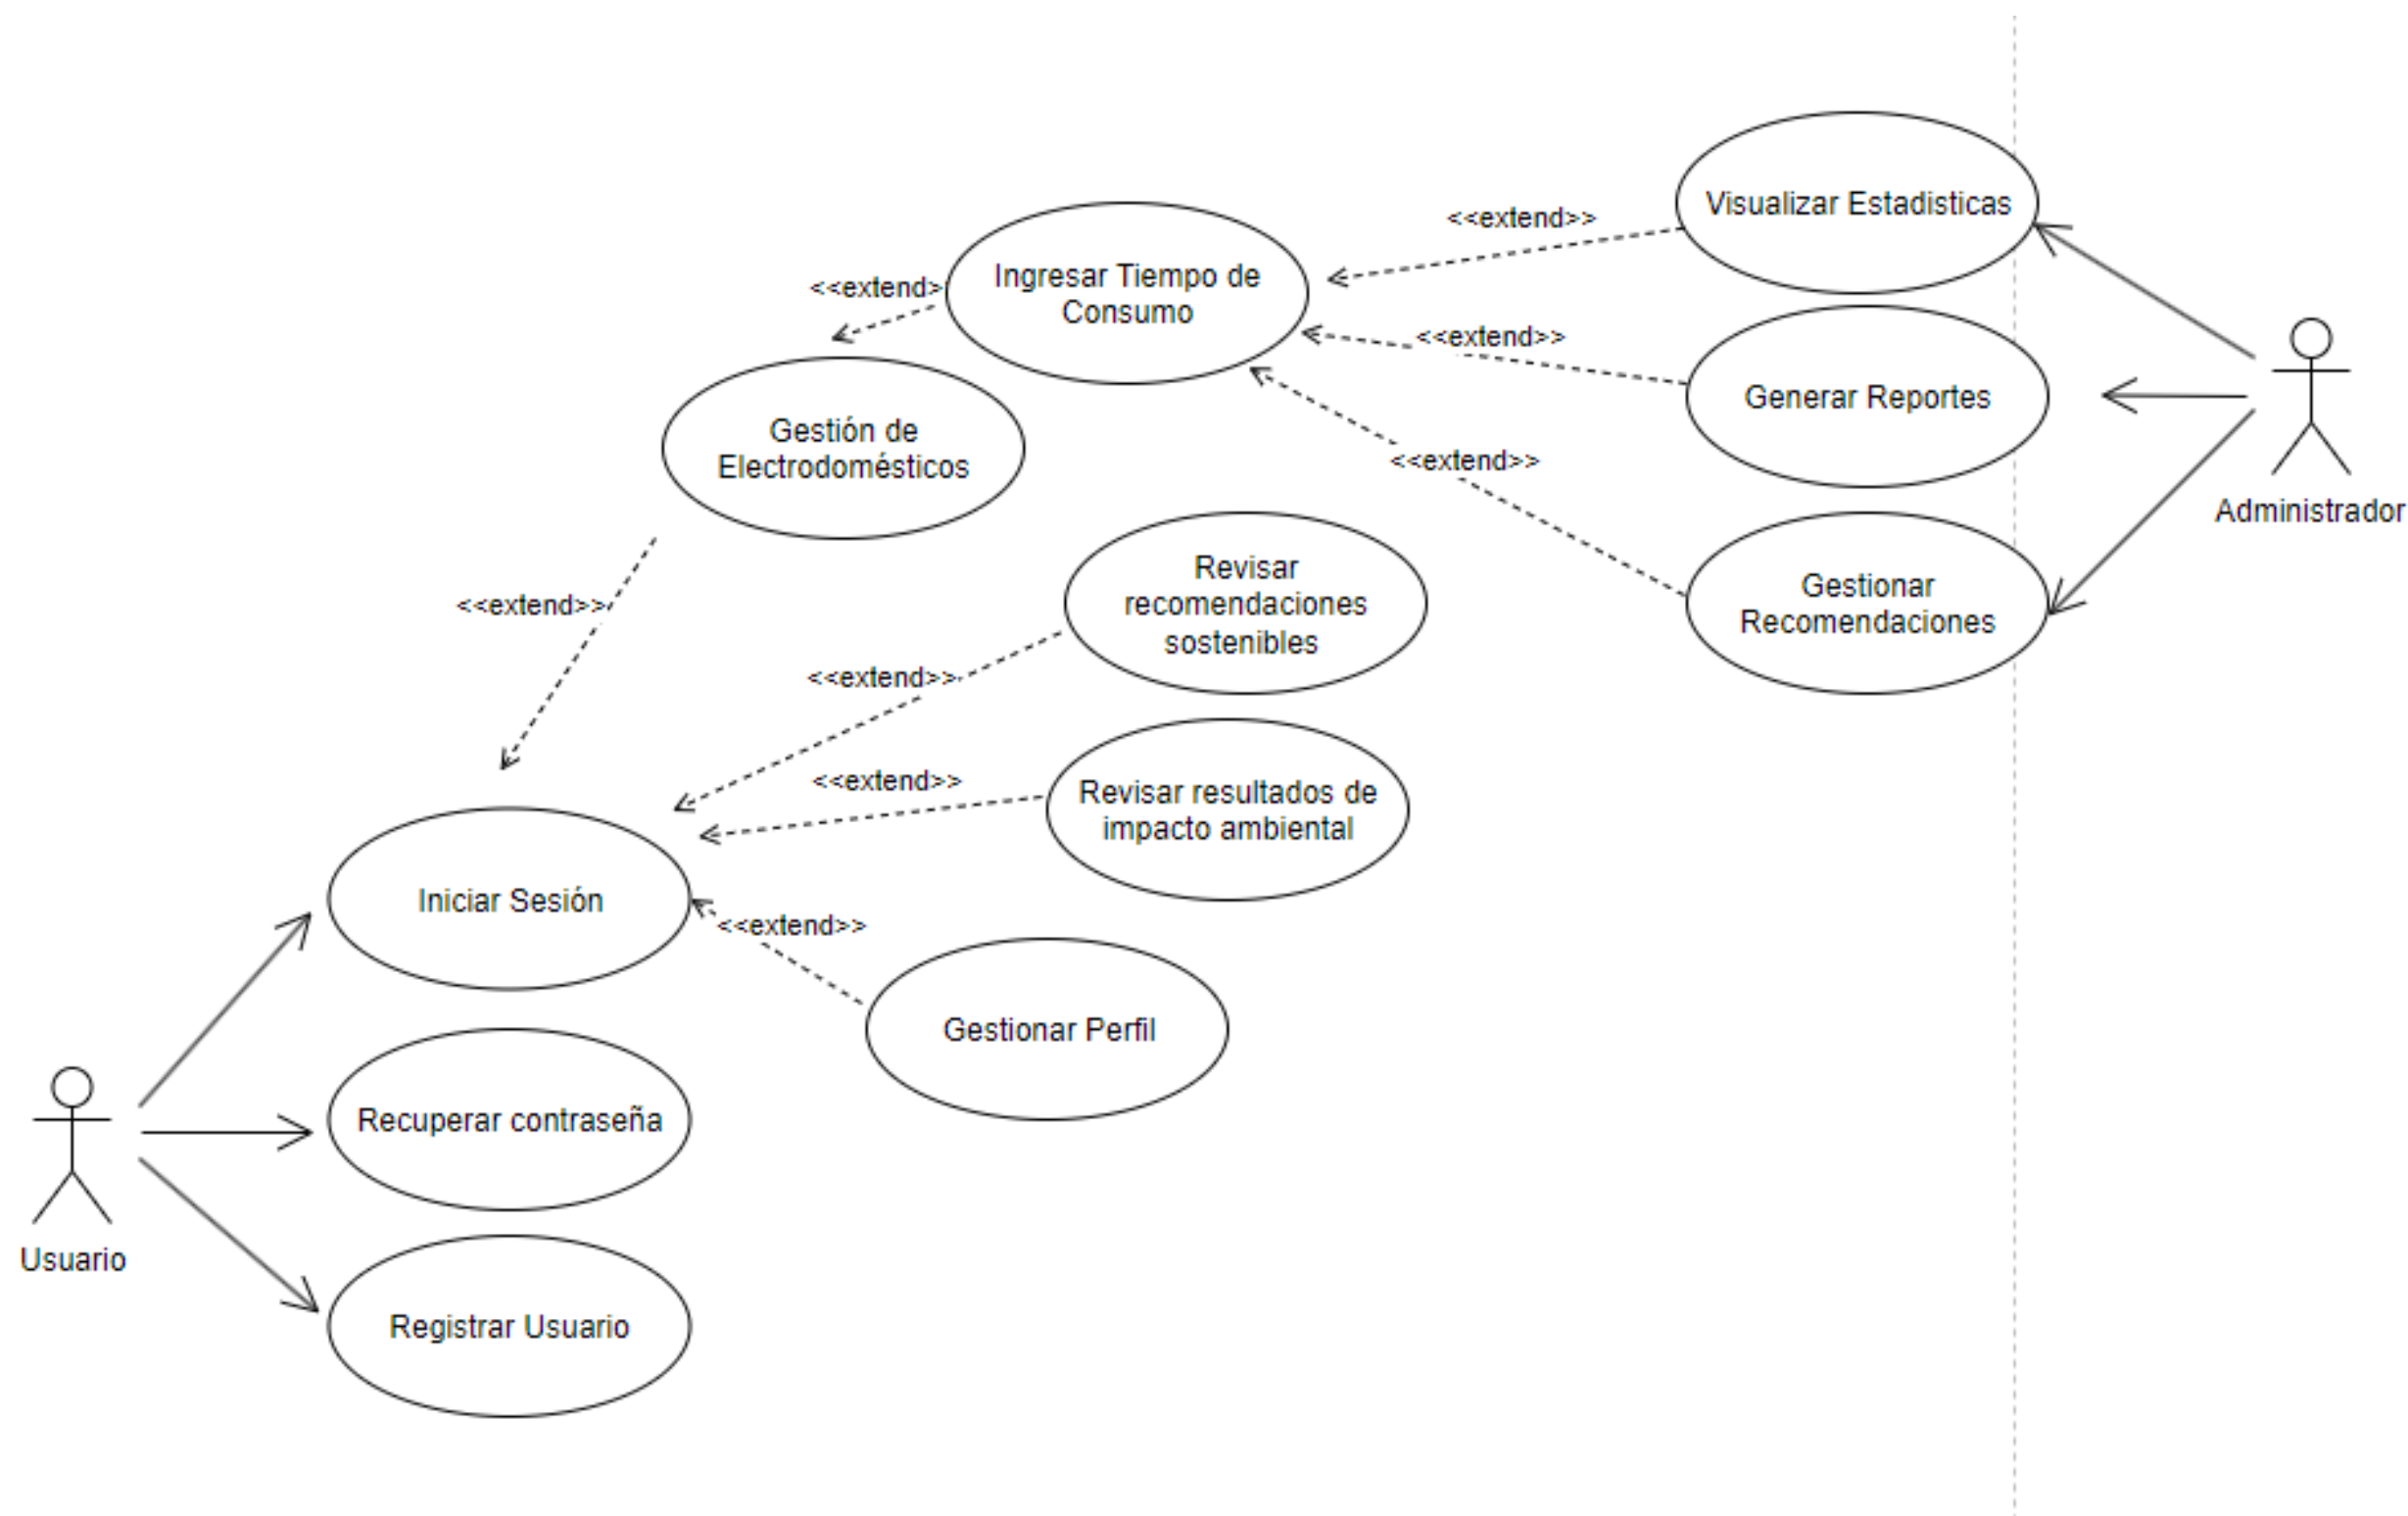 Visualizar Estadisticas
<<extend>>
Ingresar Tiempo de
Consumo
<<extend>
<<extend>>
Generar Reportes
Gestión de
Electrodomésticos
<<extend>>
Administrador
Revisar
recomendaciones
sostenibles
Gestionar
Recomendaciones
<<extend>>
<<extend>>
<<extend>>
Revisar resultados de
impacto ambiental
Iniciar Sesión
<<extend>>
Gestionar Perfil
Recuperar contraseña
Usuario
Registrar Usuario